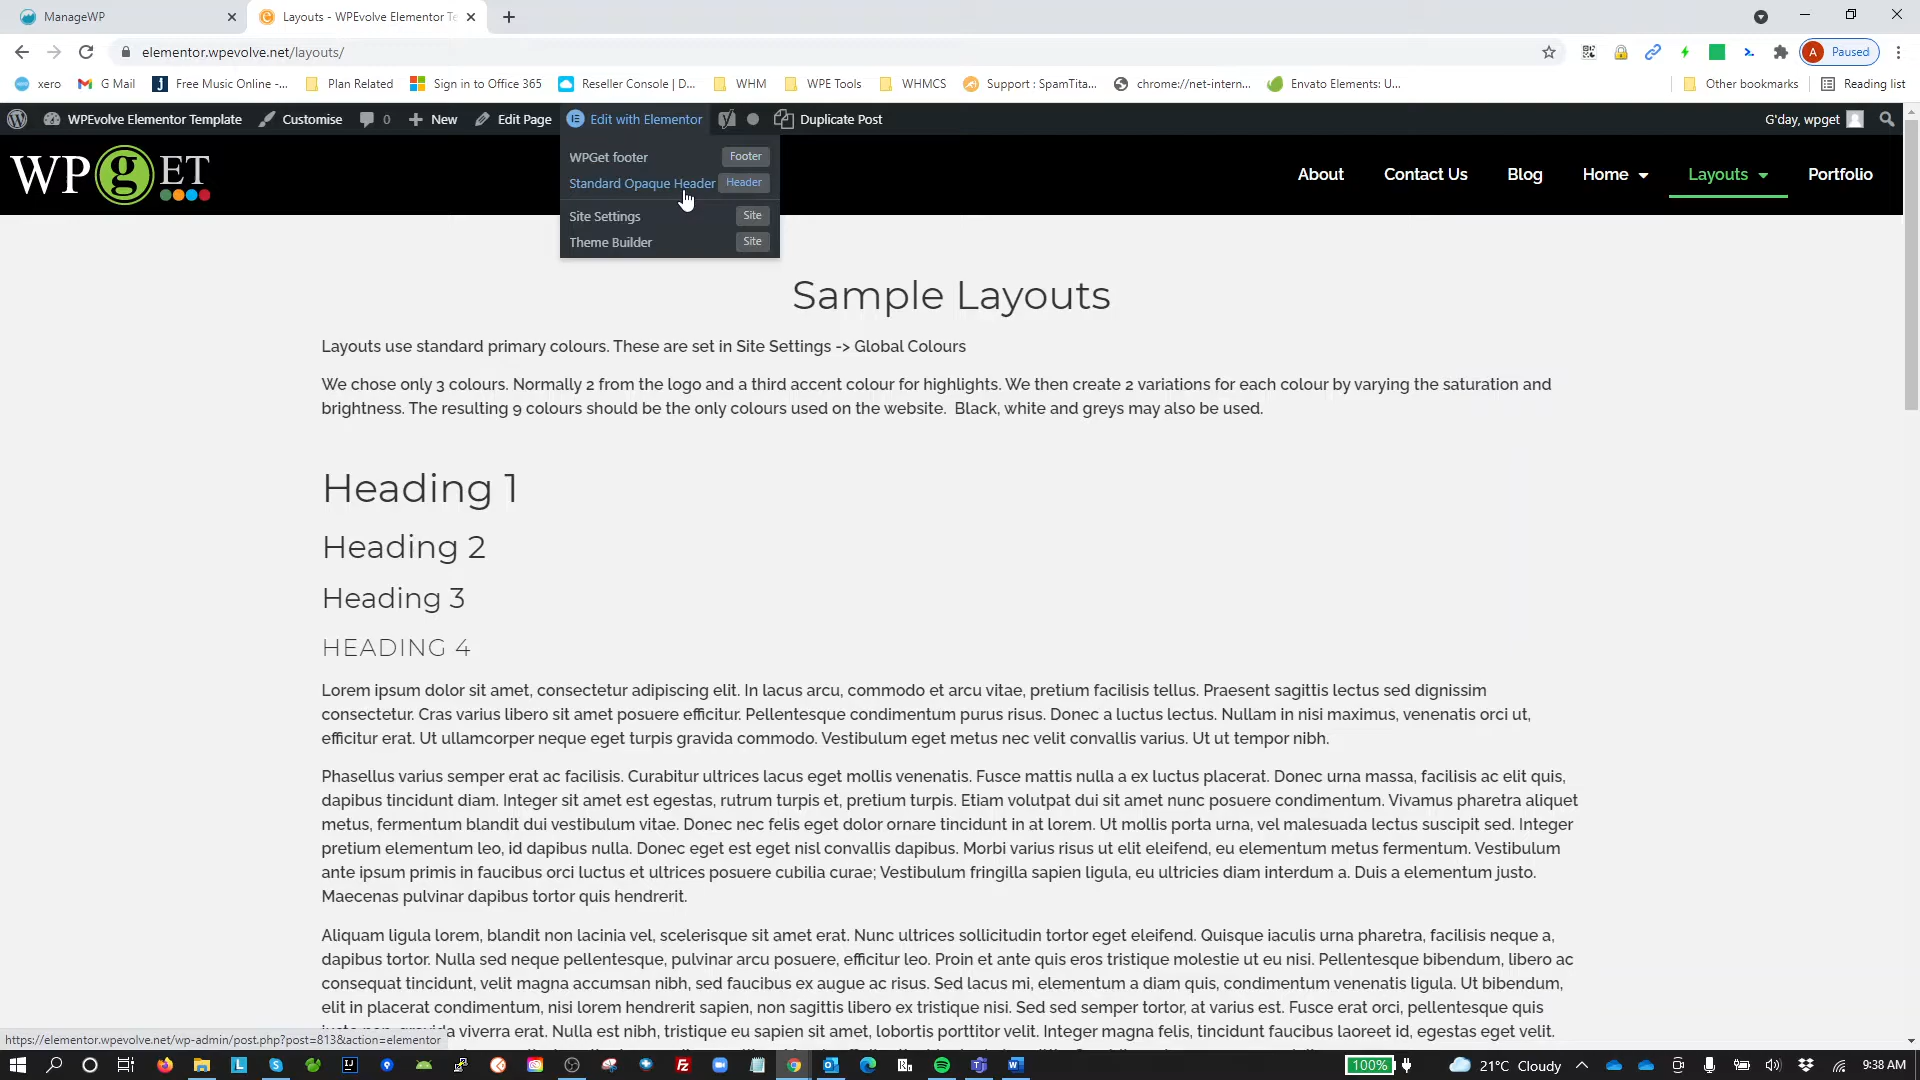 ManageWP
Layouts - WPEvolve Elementor Te
elementor.wpevolve.net/layouts/
A Paused
xero
G Mail
Free Music Online -...
Plan Related
Sign in to Office 365
Reseller Console | D...
WHM
WPE Tools
WHMCS
Support : SpamTita...
chrome://net-intern...
Envato Elements: U...
Other bookmarks
Reading list
WPEvolve Elementor Template
Customise
0
New
Edit Page
Edit with Elementor
Duplicate Post
G'day, wpget
WPgET
WPGet footer Footer
Standard Opaque Header Header
Site Settings Site
Theme Builder Site
About
Contact Us
Blog
Home
Layouts
Portfolio
Sample Layouts
Layouts use standard primary colours. These are set in Site Settings -> Global Colours
We chose only 3 colours. Normally 2 from the logo and a third accent colour for highlights. We then create 2 variations for each colour by varying the saturation and
brightness. The resulting 9 colours should be the only colours used on the website. Black, white and greys may also be used.
Heading 1
Heading 2
Heading 3
HEADING 4
Lorem ipsum dolor sit amet, consectetur adipiscing elit. In lacus arcu, commodo et arcu vitae, pretium facilisis tellus. Praesent sagittis lectus sed dignissim
consectetur. Cras varius libero sit amet posuere efficitur. Pellentesque condimentum purus risus. Donec a luctus lectus. Nullam in nisi maximus, venenatis orci ut,
efficitur erat. Ut ullamcorper neque eget turpis gravida commodo. Vestibulum eget metus nec velit convallis varius. Ut ut tempor nibh.
Phasellus varius semper erat ac facilisis. Curabitur ultrices lacus eget mollis venenatis. Fusce mattis nulla a ex luctus placerat. Donec urna massa, facilisis ac elit quis,
dapibus tincidunt diam. Integer sit amet est egestas, rutrum turpis et, pretium turpis. Etiam volutpat dui sit amet nunc posuere condimentum. Vivamus pharetra aliquet
metus, fermentum blandit dui vestibulum vitae. Donec nec felis eget dolor ornare tincidunt in at lorem. Ut mollis porta urna, vel malesuada lectus suscipit sed. Integer
pretium elementum leo, id dapibus nulla. Donec eget est eget nisl convallis dapibus. Morbi varius risus ut elit eleifend, eu elementum metus fermentum. Vestibulum
ante ipsum primis in faucibus orci luctus et ultrices posuere cubilia curae; Vestibulum fringilla sapien ligula, eu ultricies diam interdum a. Duis a elementum justo.
Maecenas pulvinar dapibus tortor quis hendrerit.
Aliquam ligula lorem, blandit non lacinia vel, scelerisque sit amet erat. Nunc ultrices sollicitudin tortor eget eleifend. Quisque iaculis urna pharetra, facilisis neque a,
dapibus tortor. Nulla sed neque pellentesque, pulvinar arcu posuere, efficitur leo. Proin et ante quis eros tristique molestie ut eu nisi. Pellentesque bibendum, libero ac
consequat tincidunt, velit magna accumsan nibh, sed faucibus ex augue ac risus. Sed lacus mi, elementum a diam quis, condimentum venenatis ligula. Ut bibendum,
elit in placerat condimentum, nisi lorem hendrerit sapien, non sagittis libero ex tristique nisi. Sed sed semper tortor, at varius est. Fusce erat orci, pellentesque quis
viverra erat. Nulla est nibh, tristique eu sapien sit amet, lobortis porttitor velit. Integer magna felis, tincidunt faucibus laoreet id, egestas eget velit.
https://elementor.wpevolve.net/wp-admin/post.php?post=813&action=elementor
100%
21°C Cloudy
9:38 AM